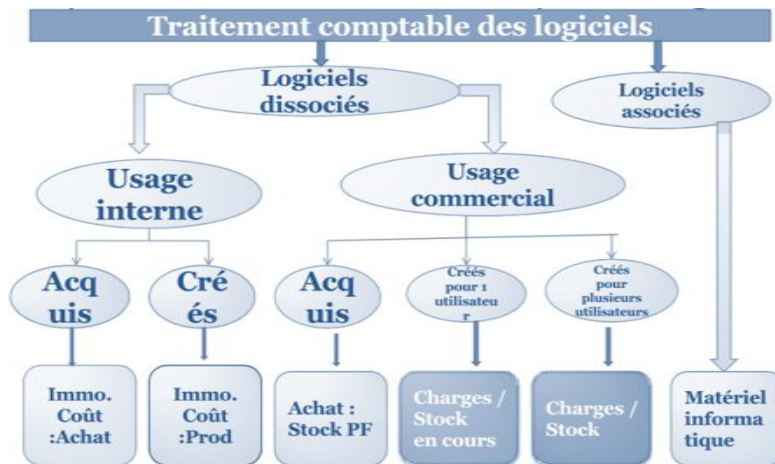 Traitement comptable des logiciels
Logiciels
dissociés
Logiciels
associés
Usage
interne
Usage
commercial
Acq
uis
Cré
és
Acq
uis
Créés
pour 1
utilisateu
r
Créés
pour
plusieurs
utilisateurs
Immo.
Coût
:Achat
Immo.
Coût
:Prod
Achat :
Stock PF
Charges /
Stock
en cours
Charges /
Stock
Matériel
informa
tique